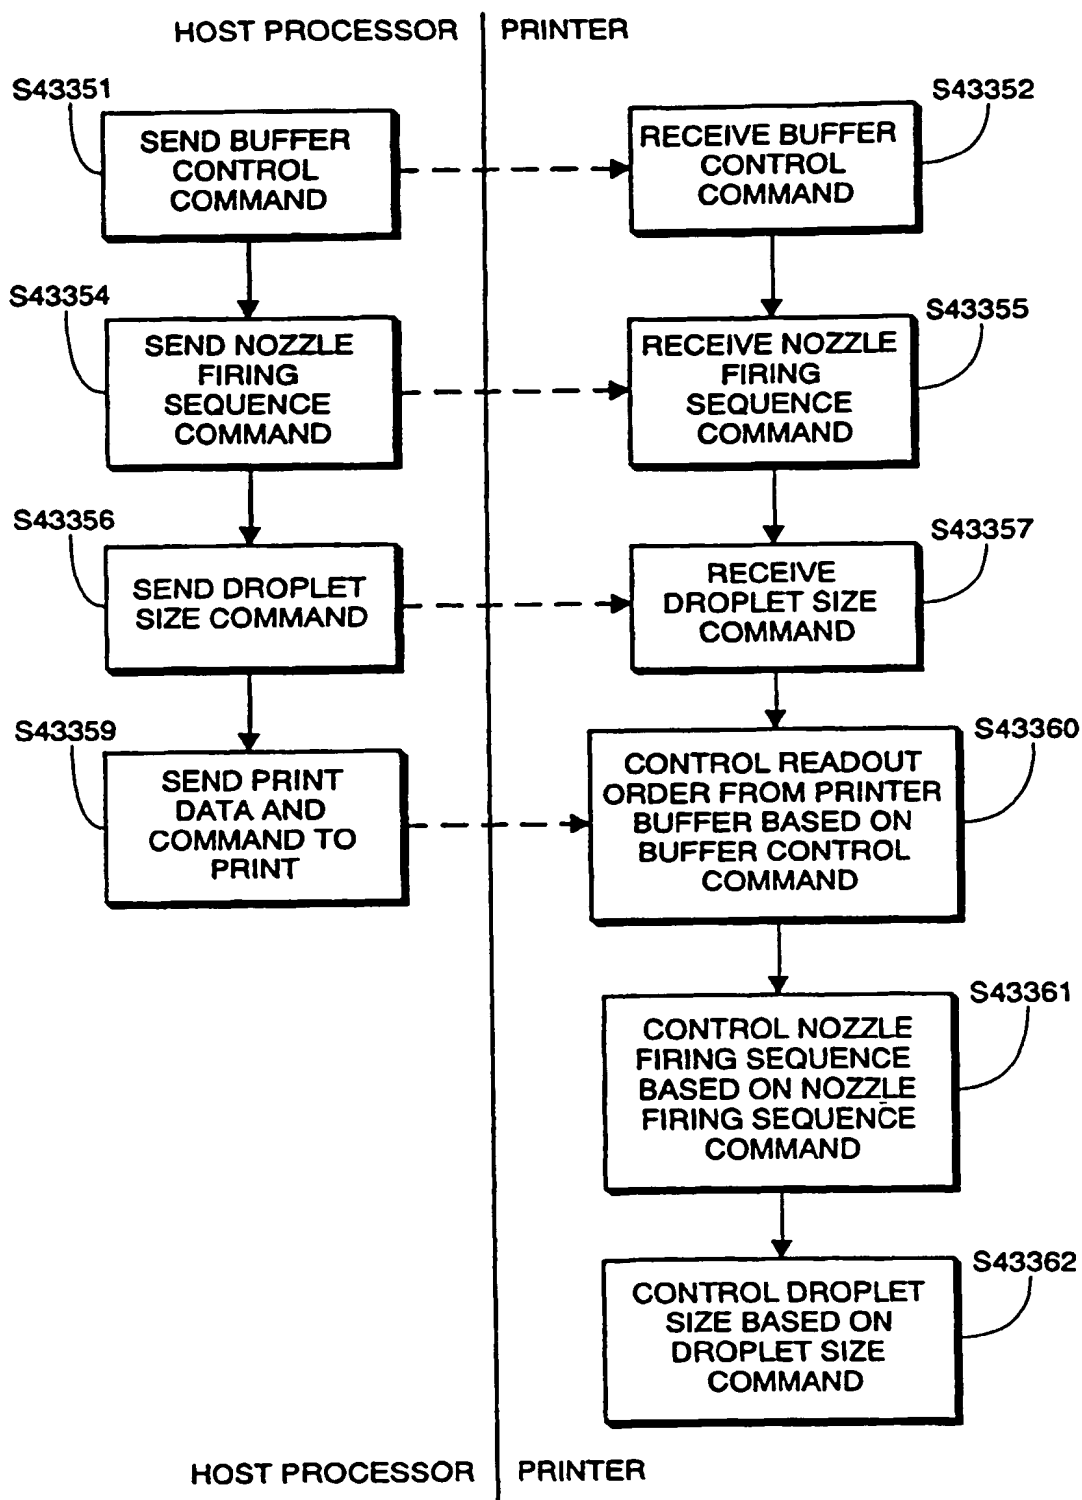 HOST PROCESSOR
PRINTER
S43351
SEND BUFFER
CONTROL
COMMAND
S43352
RECEIVE BUFFER
CONTROL
COMMAND
S43354
SEND NOZZLE
FIRING
SEQUENCE
COMMAND
S43355
RECEIVE NOZZLE
FIRING
SEQUENCE
COMMAND
S43356
SEND DROPLET
SIZE COMMAND
S43357
RECEIVE
DROPLET SIZE
COMMAND
S43359
SEND PRINT
DATA AND
COMMAND TO
PRINT
S43360
CONTROL READOUT
ORDER FROM PRINTER
BUFFER BASED ON
BUFFER CONTROL
COMMAND
S43361
CONTROL NOZZLE
FIRING SEQUENCE
BASED ON NOZZLE
FIRING SEQUENCE
COMMAND
S43362
CONTROL DROPLET
SIZE BASED ON
DROPLET SIZE
COMMAND
HOST PROCESSOR
PRINTER